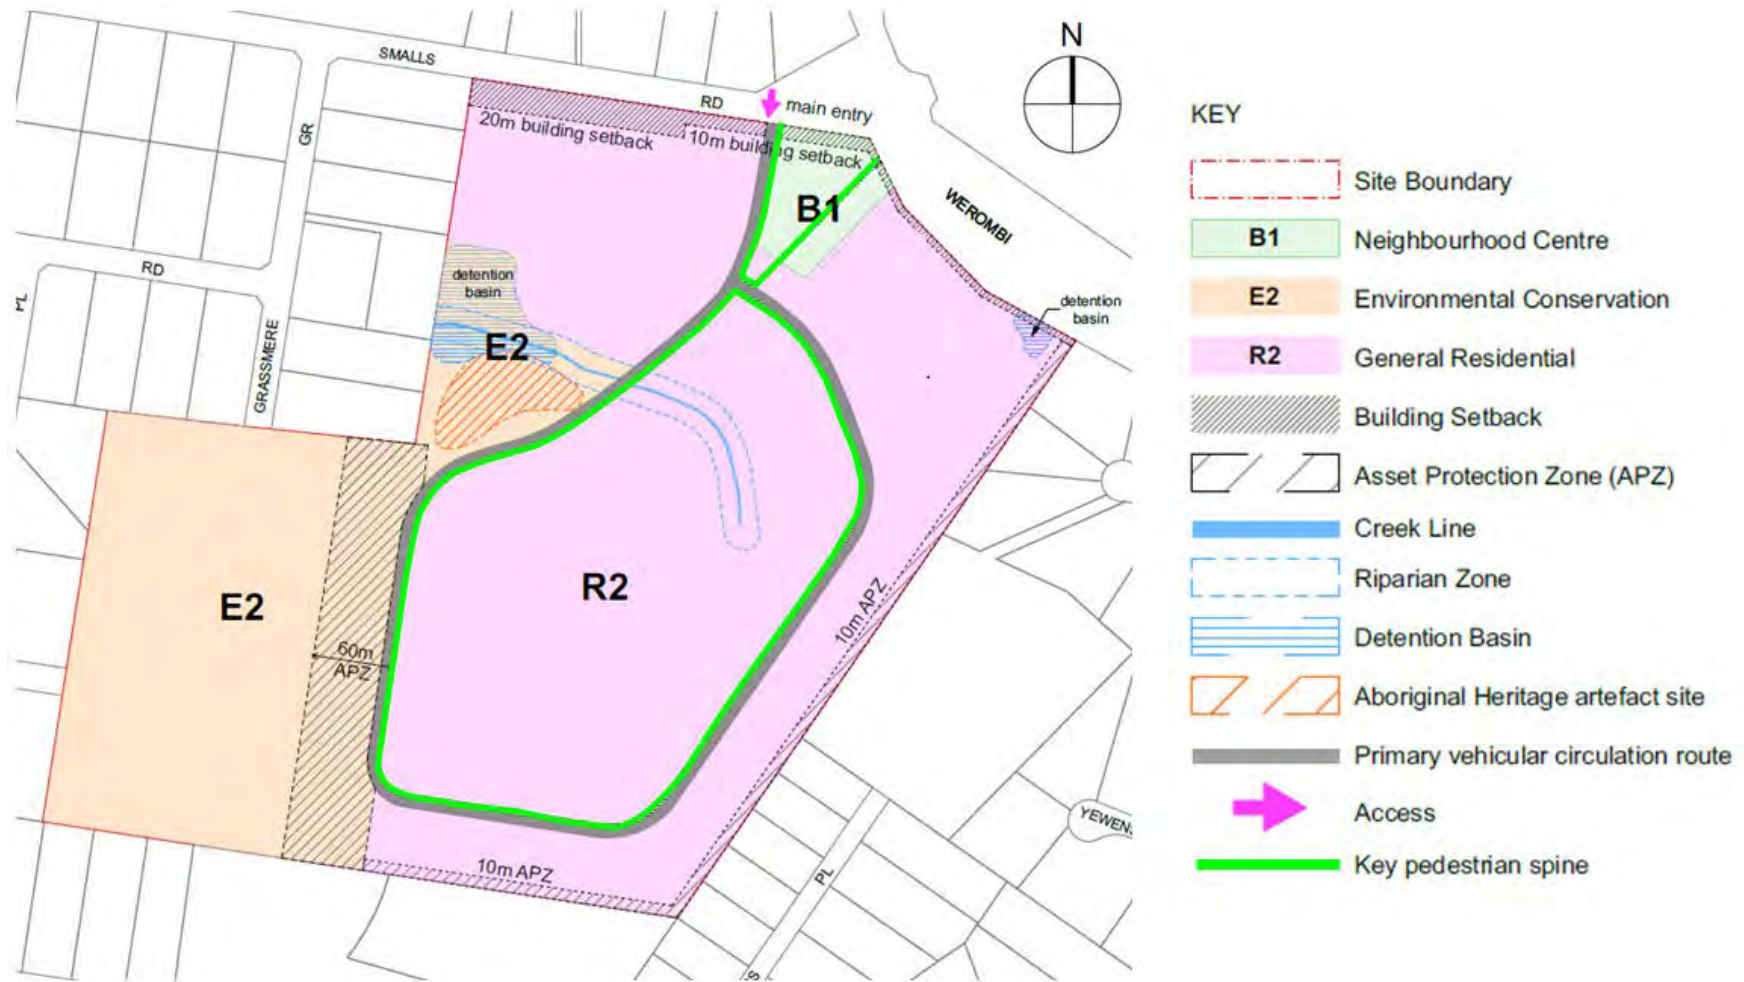 SMALLS
RD
main entry
N
20m building setback
10m building setback
GR
B1
WEROMBI
RD
PL
detention
basin
detention
basin
E2
GRASSMERE
R2
E2
10m APZ
60m
APZ
10m APZ
YEWENS
PL
S
KEY
Site Boundary
B1
Neighbourhood Centre
E2
Environmental Conservation
R2
General Residential
Building Setback
Asset Protection Zone (APZ)
Creek Line
Riparian Zone
Detention Basin
Aboriginal Heritage artefact site
Primary vehicular circulation route
Access
Key pedestrian spine